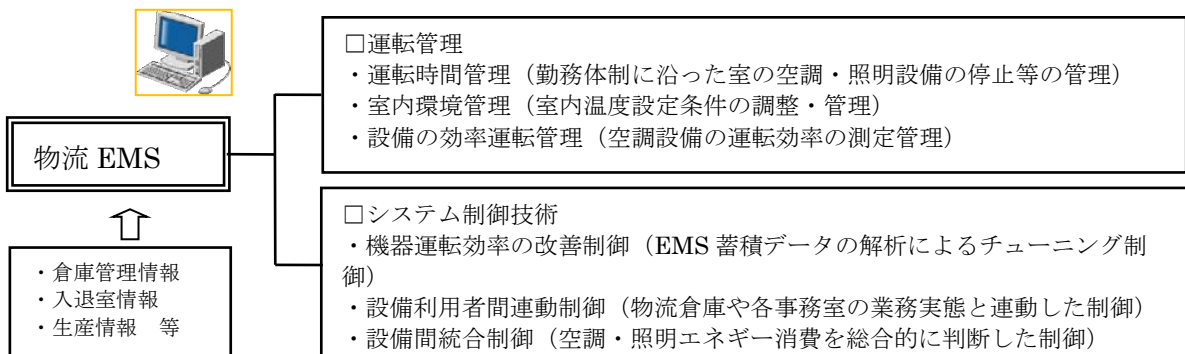 □運転管理
・運転時間管理（勤務体制に沿った室の空調・照明設備の停止等の管理）
・室内環境管理（室内温度設定条件の調整・管理）
・設備の効率運転管理（空調設備の運転効率の測定管理）
物流 EMS
・倉庫管理情報
・入退室情報
・生産情報　等
□システム制御技術
・機器運転効率の改善制御（EMS 蓄積データの解析によるチューニング制
御）
・設備利用者間連動制御（物流倉庫や各事務室の業務実態と連動した制御）
・設備間統合制御（空調・照明エネギー消費を総合的に判断した制御）